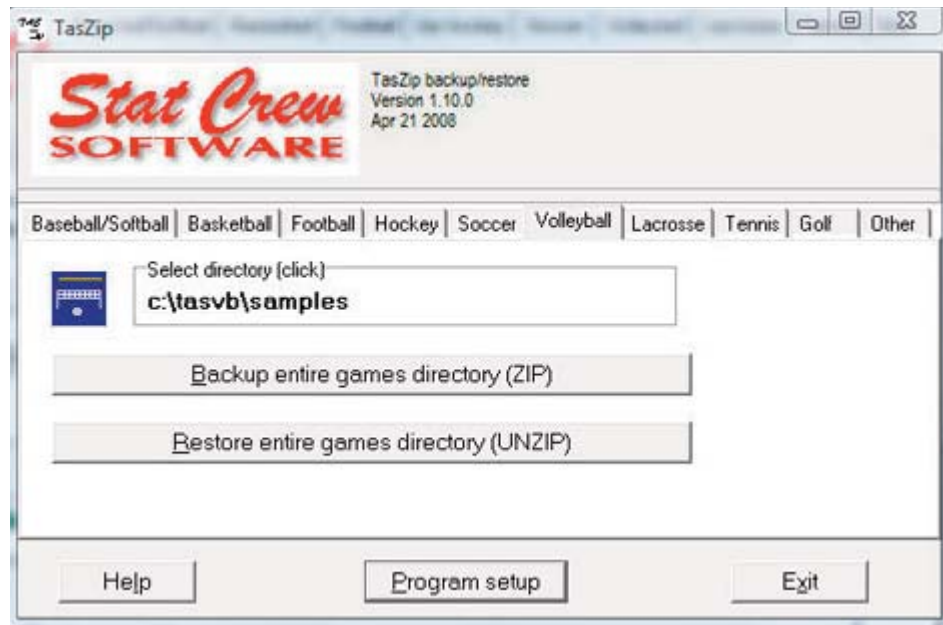 TasZip
Stat Crew
SOFTWARE
TasZip backup/restore
Version 1.10.0
Apr 21 2008
Baseball/Softball Basketball Football Hockey Soccer Volleyball Lacrosse Tennis Golf Other
Select directory (click)
c:\tasvb\samples
Backup entire games directory (ZIP)
Restore entire games directory (UNZIP)
Help Program setup Exit